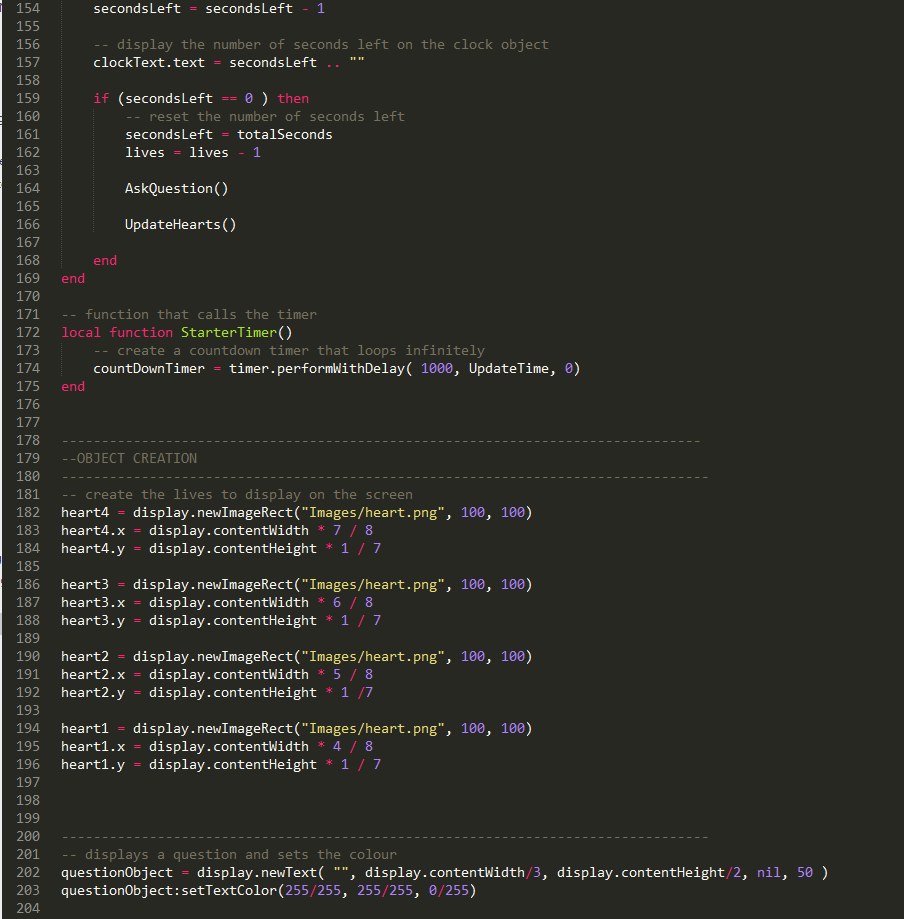 154 secondsLeft = secondsLeft - 1
155
156 -- display the number of seconds left on the clock object
157 clockText.text = secondsLeft .. ""
158
159 if (secondsLeft == 0 ) then
160 -- reset the number of seconds left
161 secondsLeft = totalSeconds
162 lives = lives - 1
163
164 AskQuestion()
165
166 UpdateHearts()
167
168 end
169 end
170
171 -- function that calls the timer
172 local function StarterTimer()
173 -- create a countdown timer that loops infinitely
174 countDownTimer = timer.performWithDelay( 1000, UpdateTime, 0)
175 end
176
177
178 --------------------------------------------------------------------------------
179 --OBJECT CREATION
180 ---------------------------------------------------------------------------------
181 -- create the lives to display on the screen
182 heart4 = display.newImageRect("Images/heart.png", 100, 100)
183 heart4.x = display.contentWidth * 7 / 8
184 heart4.y = display.contentHeight * 1 / 7
185
186 heart3 = display.newImageRect("Images/heart.png", 100, 100)
187 heart3.x = display.contentWidth * 6 / 8
188 heart3.y = display.contentHeight * 1 / 7
189
190 heart2 = display.newImageRect("Images/heart.png", 100, 100)
191 heart2.x = display.contentWidth * 5 / 8
192 heart2.y = display.contentHeight * 1 /7
193
194 heart1 = display.newImageRect("Images/heart.png", 100, 100)
195 heart1.x = display.contentWidth * 4 / 8
196 heart1.y = display.contentHeight * 1 / 7
197
198
199
200 ---------------------------------------------------------------------------------
201 -- displays a question and sets the colour
202 questionObject = display.newText( "", display.contentWidth/3, display.contentHeight/2, nil, 50 )
203 questionObject:setTextColor(255/255, 255/255, 0/255)
204